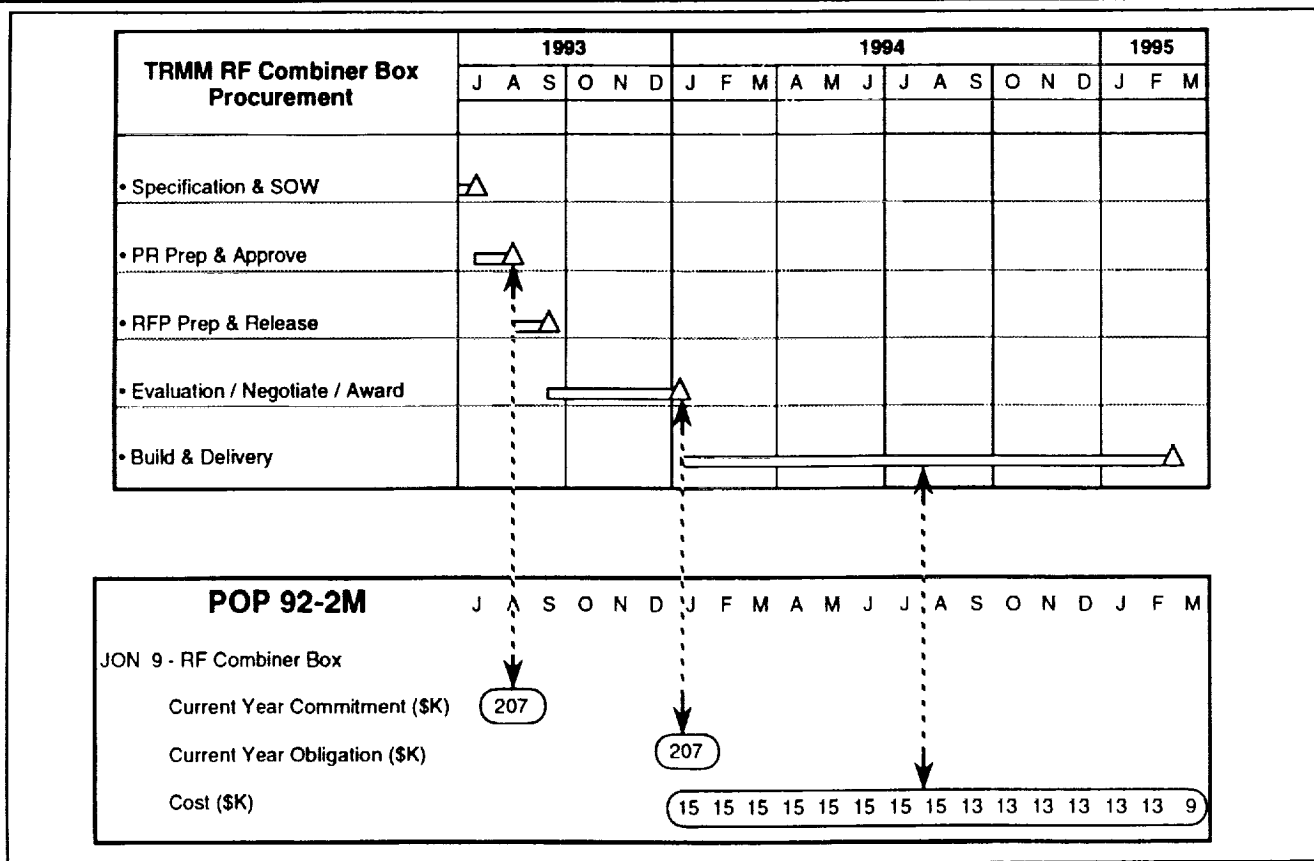 1993 1994 1995
TRMM RF Combiner Box
Procurement
J A S O N D J F M A M J J A S O N D J F M
• Specification & SOW
• PR Prep & Approve
• RFP Prep & Release
• Evaluation / Negotiate / Award
• Build & Delivery
POP 92-2M J A S O N D J F M A M J J A S O N D J F M
JON 9 - RF Combiner Box
Current Year Commitment ($K) 207
Current Year Obligation ($K) 207
Cost ($K) 15 15 15 15 15 15 15 15 13 13 13 13 13 13 9